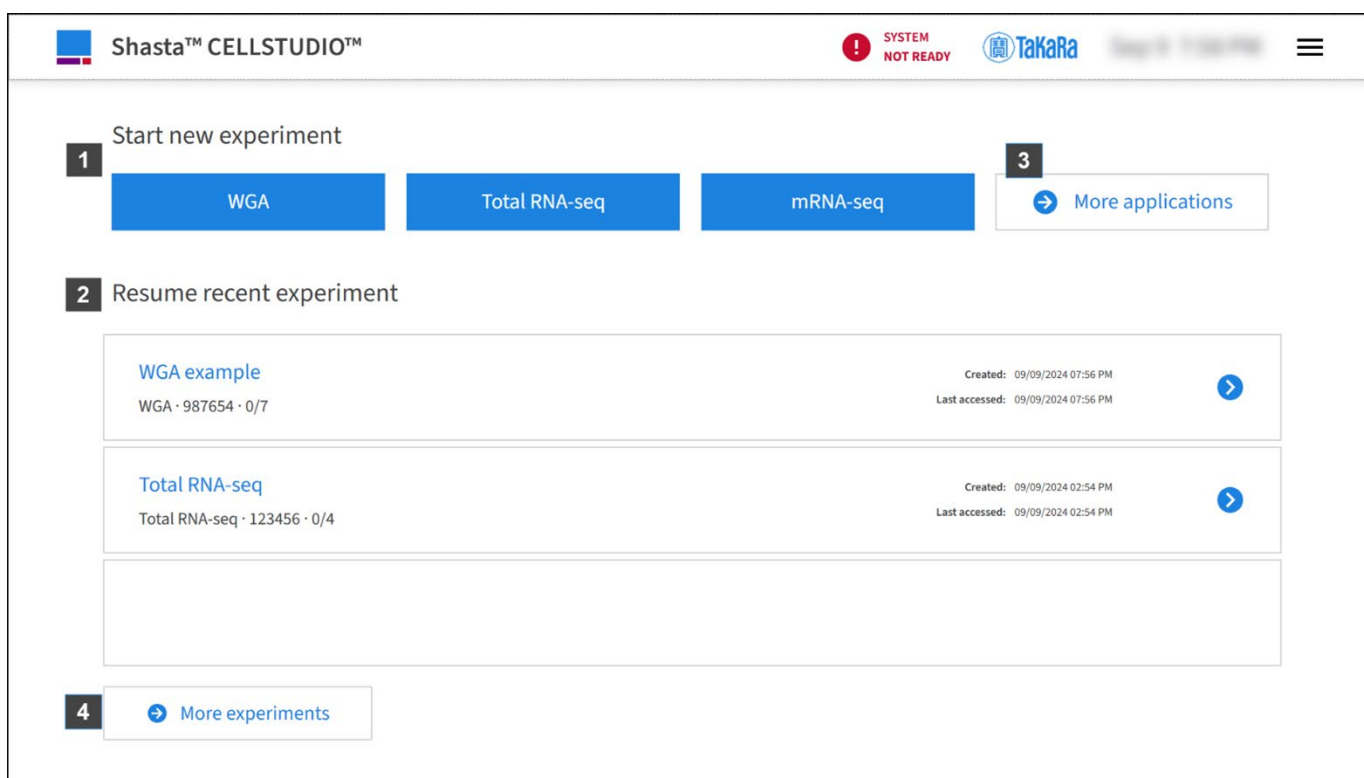 Shasta™ CELLSTUDIO™
SYSTEM
NOT READY
TaKaRa
Start new experiment
1
3
WGA
Total RNA-seq
mRNA-seq
More applications
2
Resume recent experiment
WGA example
WGA · 987654 · 0/7
Created: 09/09/2024 07:56 PM
Last accessed: 09/09/2024 07:56 PM
Total RNA-seq
Total RNA-seq · 123456 · 0/4
Created: 09/09/2024 02:54 PM
Last accessed: 09/09/2024 02:54 PM
4
More experiments